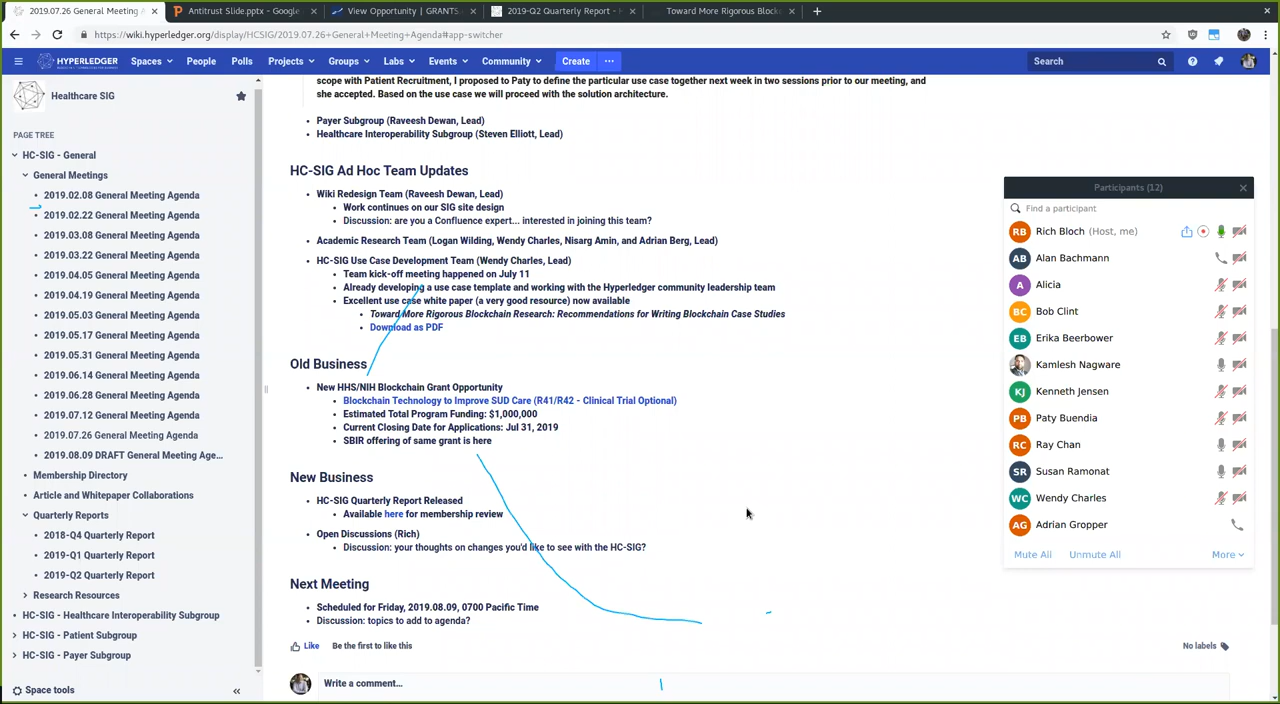 2019.07.26 General Meeting A
Antitrust Slide.pptx - Google
View Opportunity | GRANTS.
2019-Q2 Quarterly Report - H
Toward More Rigorous Blocks
https://wiki.hyperledger.org/display/HCSIG/2019.07.26+General+Meeting+Agenda#app-switcher
HYPERLEDGER
Spaces
People
Polls
Projects
Groups
Labs
Events
Community
Create
Search
Healthcare SIG
PAGE TREE
HC-SIG - General
General Meetings
2019.02.08 General Meeting Agenda
2019.02.22 General Meeting Agenda
2019.03.08 General Meeting Agenda
2019.03.22 General Meeting Agenda
2019.04.05 General Meeting Agenda
2019.04.19 General Meeting Agenda
2019.05.03 General Meeting Agenda
2019.05.17 General Meeting Agenda
2019.05.31 General Meeting Agenda
2019.06.14 General Meeting Agenda
2019.06.28 General Meeting Agenda
2019.07.12 General Meeting Agenda
2019.07.26 General Meeting Agenda
2019.08.09 DRAFT General Meeting Age...
Membership Directory
Article and Whitepaper Collaborations
Quarterly Reports
2018-Q4 Quarterly Report
2019-Q1 Quarterly Report
2019-Q2 Quarterly Report
Research Resources
HC-SIG - Healthcare Interoperability Subgroup
HC-SIG - Patient Subgroup
HC-SIG - Payer Subgroup
Space tools
scope with Patient Recruitment, I proposed to Paty to define the particular use case together next week in two sessions prior to our meeting, and
she accepted. Based on the use case we will proceed with the solution architecture.
Payer Subgroup (Raveesh Dewan, Lead)
Healthcare Interoperability Subgroup (Steven Elliott, Lead)
HC-SIG Ad Hoc Team Updates
Wiki Redesign Team (Raveesh Dewan, Lead)
Work continues on our SIG site design
Discussion: are you a Confluence expert... interested in joining this team?
Academic Research Team (Logan Wilding, Wendy Charles, Nisarg Amin, and Adrian Berg, Lead)
HC-SIG Use Case Development Team (Wendy Charles, Lead)
Team kick-off meeting happened on July 11
Already developing a use case template and working with the Hyperledger community leadership team
Excellent use case white paper (a very good resource) now available
Toward More Rigorous Blockchain Research: Recommendations for Writing Blockchain Case Studies
Download as PDF
Old Business
New HHS/NIH Blockchain Grant Opportunity
Blockchain Technology to Improve SUD Care (R41/R42 - Clinical Trial Optional)
Estimated Total Program Funding: $1,000,000
Current Closing Date for Applications: Jul 31, 2019
SBIR offering of same grant is here
New Business
HC-SIG Quarterly Report Released
Available here for membership review
Open Discussions (Rich)
Discussion: your thoughts on changes you'd like to see with the HC-SIG?
Next Meeting
Scheduled for Friday, 2019.08.09, 0700 Pacific Time
Discussion: topics to add to agenda?
Like
Be the first to like this
No labels
Write a comment...
Participants (12)
Find a participant
RB Rich Bloch (Host, me)
AB Alan Bachmann
A Alicia
BC Bob Clint
EB Erika Beerbower
Kamlesh Nagware
KJ Kenneth Jensen
PB Paty Buendia
RC Ray Chan
SR Susan Ramonat
WC Wendy Charles
AG Adrian Gropper
Mute All
Unmute All
More